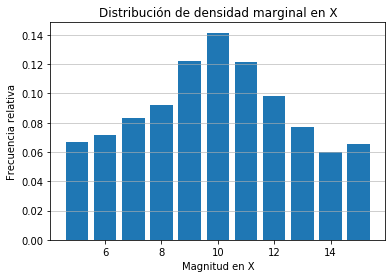 Distribución de densidad marginal en X
Frecuencia relativa
0.14
0.12
0.10
0.08
0.06
0.04
0.02
0.00
6 8 10 12 14
Magnitud en X